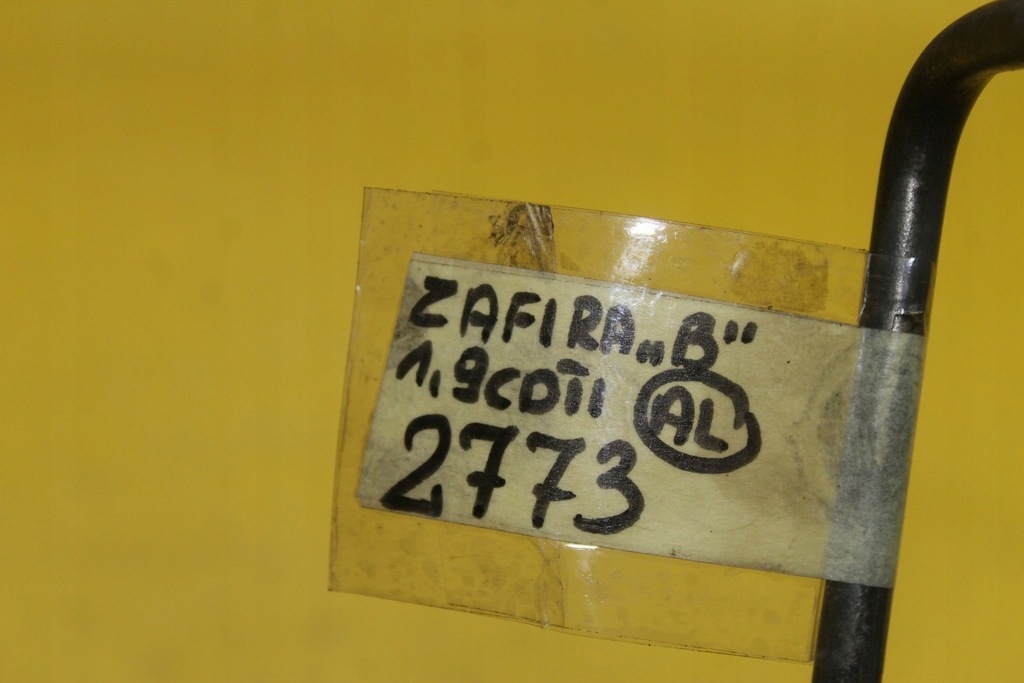 ZAFIRA „B"
1,9CDTI AL
2773